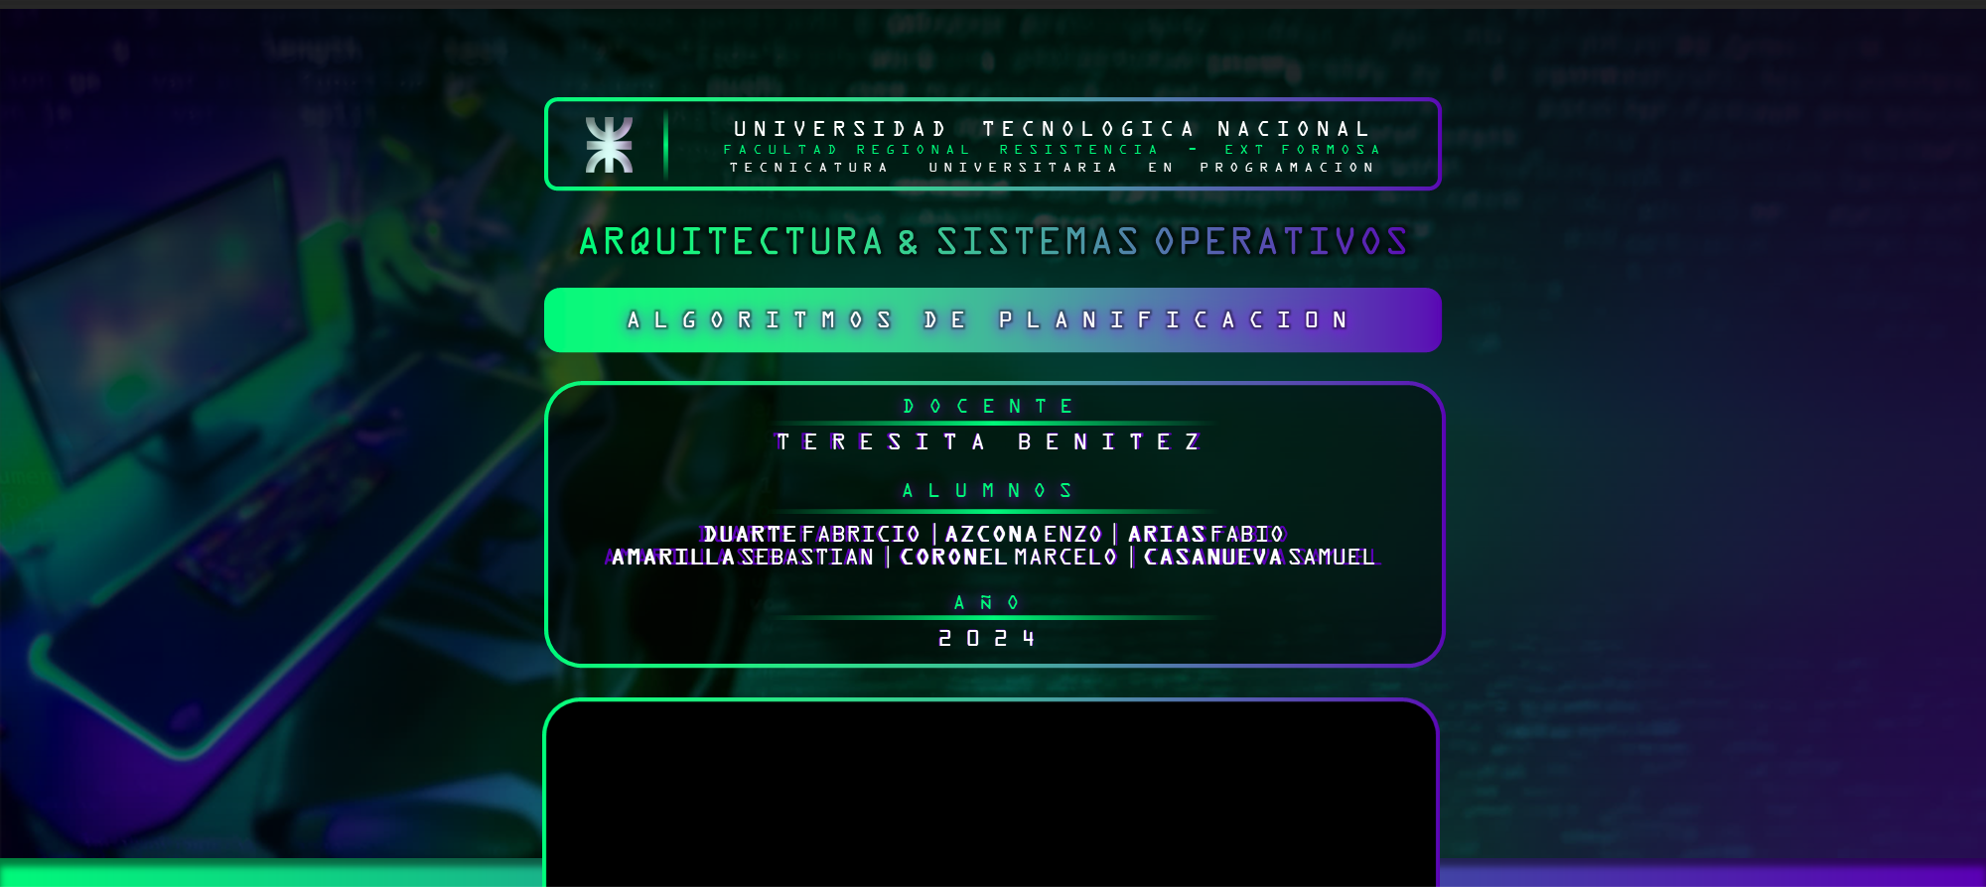 UNIVERSIDAD TECNOLOGICA NACIONAL
FACULTAD REGIONAL RESISTENCIA - EXT FORMOSA
TECNICATURA UNIVERSITARIA EN PROGRAMACION
ARQUITECTURA & SISTEMAS OPERATIVOS
ALGORITMOS DE PLANIFICACION
DOCENTE
TERESITA BENITEZ
ALUMNOS
DUARTE FABRICIO | AZCONA ENZO | ARIAS FABIO
AMARILLA SEBASTIAN | CORONEL MARCELO | CASANUEVA SAMUEL
AÑO
2024